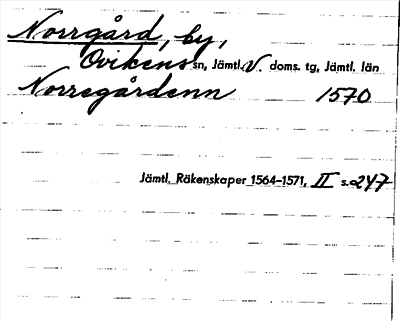 Norrgård, by,
Ovikens sn, Jämtl. V. doms. tg, Jämtl. län
Norregårdenn 1570
Jämtl. Räkenskaper 1564–1571, II s. 247